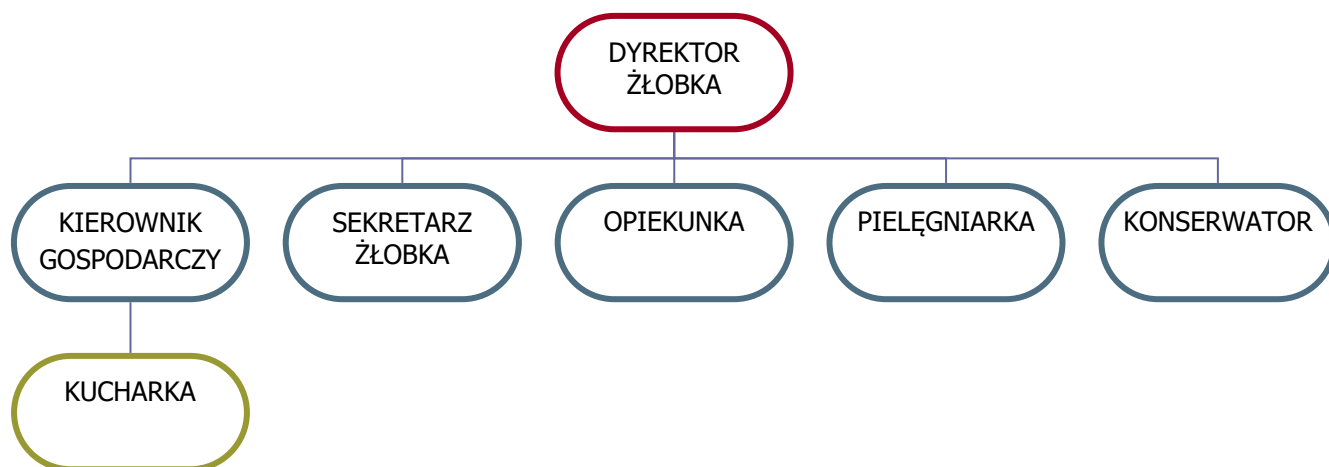 DYREKTOR
ŻŁOBKA
KIEROWNIK
GOSPODARCZY
SEKRETARZ
ŻŁOBKA
OPIEKUNKA
PIELĘGNIARKA
KONSERWATOR
KUCHARKA